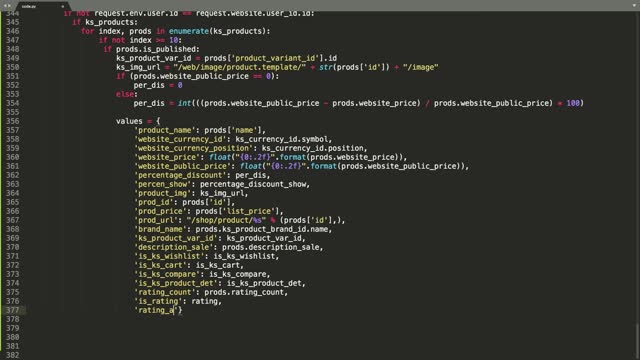 node.py
344 if not request.env.user.id == request.website.user_id.id:
345 if ks_products:
346 for index, prods in enumerate(ks_products):
347 if not index >= 10:
348 if prods.is_published:
349 ks_product_var_id = prods['product_variant_id'].id
350 ks_img_url = "/web/image/product.template/" + str(prods['id']) + "/image"
351 if (prods.website_public_price == 0):
352 per_dis = 0
353 else:
354 per_dis = int(((prods.website_public_price - prods.website_price) / prods.website_public_price) * 100)
355
356 values = {
357 'product_name': prods['name'],
358 'website_currency_id': ks_currency_id.symbol,
359 'website_currency_position': ks_currency_id.position,
360 'website_price': float("{0:.2f}".format(prods.website_price)),
361 'website_public_price': float("{0:.2f}".format(prods.website_public_price)),
362 'percentage_discount': per_dis,
363 'percen_show': percentage_discount_show,
364 'product_img': ks_img_url,
365 'prod_id': prods['id'],
366 'prod_price': prods['list_price'],
367 'prod_url': "/shop/product/%s" % (prods['id'],),
368 'brand_name': prods.ks_product_brand_id.name,
369 'ks_product_var_id': ks_product_var_id,
370 'description_sale': prods.description_sale,
371 'is_ks_wishlist': is_ks_wishlist,
372 'is_ks_cart': is_ks_cart,
373 'is_ks_compare': is_ks_compare,
374 'is_ks_product_det': is_ks_product_det,
375 'rating_count': prods.rating_count,
376 'is_rating': rating,
377 'rating_a'}
378
379
380
381
382